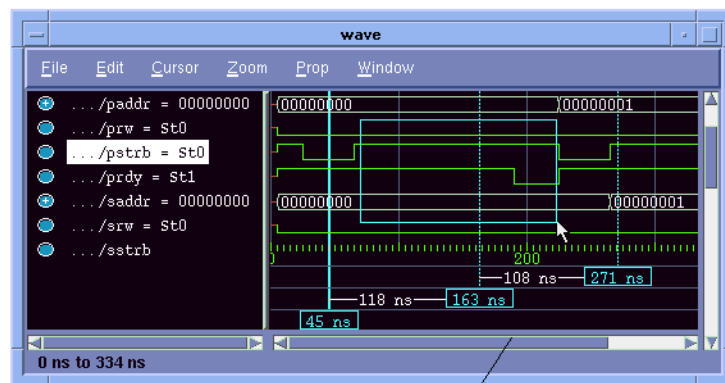 wave
File Edit Cursor Zoom Prop Window
.../paddr = 00000000 00000000 00000001
.../prw = St0
.../pstrb = St0
.../prdy = St1
.../saddr = 00000000 00000000 00000001
.../srw = St0
.../sstrb
0 200
108 ns 271 ns
118 ns 163 ns
45 ns
0 ns to 334 ns